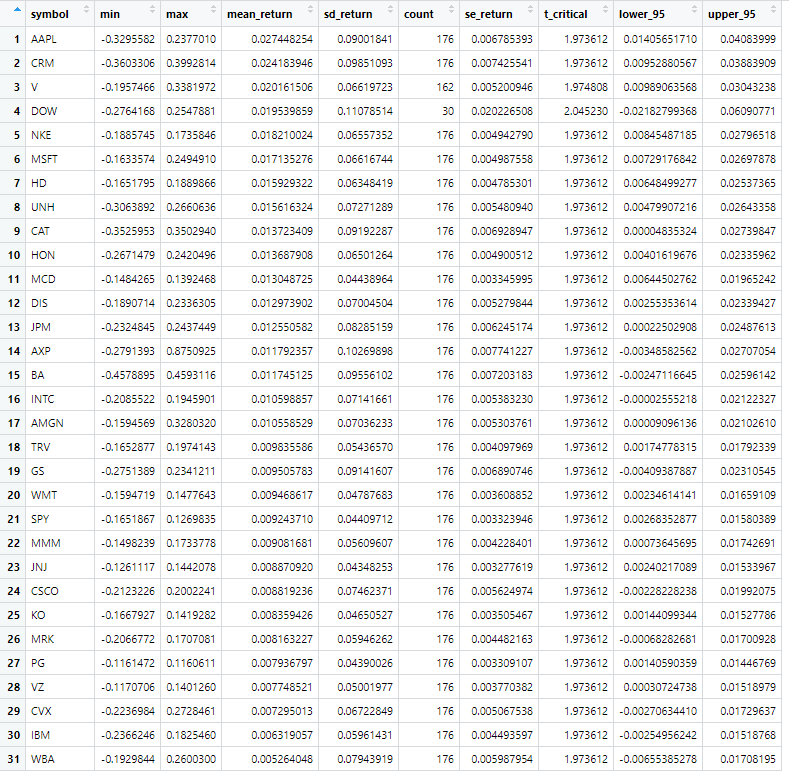 symbol min max mean_return sd_return count se_return t_critical lower_95 upper_95
1 AAPL -0.3295582 0.2377010 0.027448254 0.09001841 176 0.006785393 1.973612 0.01405651710 0.04083999
2 CRM -0.3603306 0.3992814 0.024183946 0.09851093 176 0.007425541 1.973612 0.00952880567 0.03883909
3 V -0.1957466 0.3381972 0.020161506 0.06619723 162 0.005200946 1.974808 0.00989063568 0.03043238
4 DOW -0.2764168 0.2547881 0.019539859 0.11078514 30 0.020226508 2.045230 -0.02182799368 0.06090771
5 NKE -0.1885745 0.1735846 0.018210024 0.06557352 176 0.004942790 1.973612 0.00845487185 0.02796518
6 MSFT -0.1633574 0.2494910 0.017135276 0.06616744 176 0.004987558 1.973612 0.00729176842 0.02697878
7 HD -0.1651795 0.1889866 0.015929322 0.06348419 176 0.004785301 1.973612 0.00648499277 0.02537365
8 UNH -0.3063892 0.2660636 0.015616324 0.07271289 176 0.005480940 1.973612 0.00479907216 0.02643358
9 CAT -0.3525953 0.3502940 0.013723409 0.09192287 176 0.006928947 1.973612 0.00004835324 0.02739847
10 HON -0.2671479 0.2420496 0.013687908 0.06501264 176 0.004900512 1.973612 0.00401619676 0.02335962
11 MCD -0.1484265 0.1392468 0.013048725 0.04438964 176 0.003345995 1.973612 0.00644502762 0.01965242
12 DIS -0.1890714 0.2336305 0.012973902 0.07004504 176 0.005279844 1.973612 0.00255353614 0.02339427
13 JPM -0.2324845 0.2437449 0.012550582 0.08285159 176 0.006245174 1.973612 0.00022502908 0.02487613
14 AXP -0.2791393 0.8750925 0.011792357 0.10269898 176 0.007741227 1.973612 -0.00348582562 0.02707054
15 BA -0.4578895 0.4593116 0.011745125 0.09556102 176 0.007203183 1.973612 -0.00247116645 0.02596142
16 INTC -0.2085522 0.1945901 0.010598857 0.07141661 176 0.005383230 1.973612 -0.00002555218 0.02122327
17 AMGN -0.1594569 0.3280320 0.010558529 0.07036233 176 0.005303761 1.973612 0.00009096136 0.02102610
18 TRV -0.1652877 0.1974143 0.009835586 0.05436570 176 0.004097969 1.973612 0.00174778315 0.01792339
19 GS -0.2751389 0.2341211 0.009505783 0.09141607 176 0.006890746 1.973612 -0.00409387887 0.02310545
20 WMT -0.1594719 0.1477643 0.009468617 0.04787683 176 0.003608852 1.973612 0.00234614141 0.01659109
21 SPY -0.1651867 0.1269835 0.009243710 0.04409712 176 0.003323946 1.973612 0.00268352877 0.01580389
22 MMM -0.1498239 0.1733778 0.009081681 0.05609607 176 0.004228401 1.973612 0.00073645695 0.01742691
23 JNJ -0.1261117 0.1442078 0.008870920 0.04348253 176 0.003277619 1.973612 0.00240217089 0.01533967
24 CSCO -0.2123226 0.2002241 0.008819236 0.07462371 176 0.005624974 1.973612 -0.00228228238 0.01992075
25 KO -0.1667927 0.1419282 0.008359426 0.04650527 176 0.003505467 1.973612 0.00144099344 0.01527786
26 MRK -0.2066772 0.1707081 0.008163227 0.05946262 176 0.004482163 1.973612 -0.00068282681 0.01700928
27 PG -0.1161472 0.1160611 0.007936797 0.04390026 176 0.003309107 1.973612 0.00140590359 0.01446769
28 VZ -0.1170706 0.1401260 0.007748521 0.05001977 176 0.003770382 1.973612 0.00030724738 0.01518979
29 CVX -0.2236984 0.2728461 0.007295013 0.06722849 176 0.005067538 1.973612 -0.00270634410 0.01729637
30 IBM -0.2366246 0.1825460 0.006319057 0.05961431 176 0.004493597 1.973612 -0.00254956242 0.01518768
31 WBA -0.1929844 0.2600300 0.005264048 0.07943919 176 0.005987954 1.973612 -0.00655385278 0.01708195